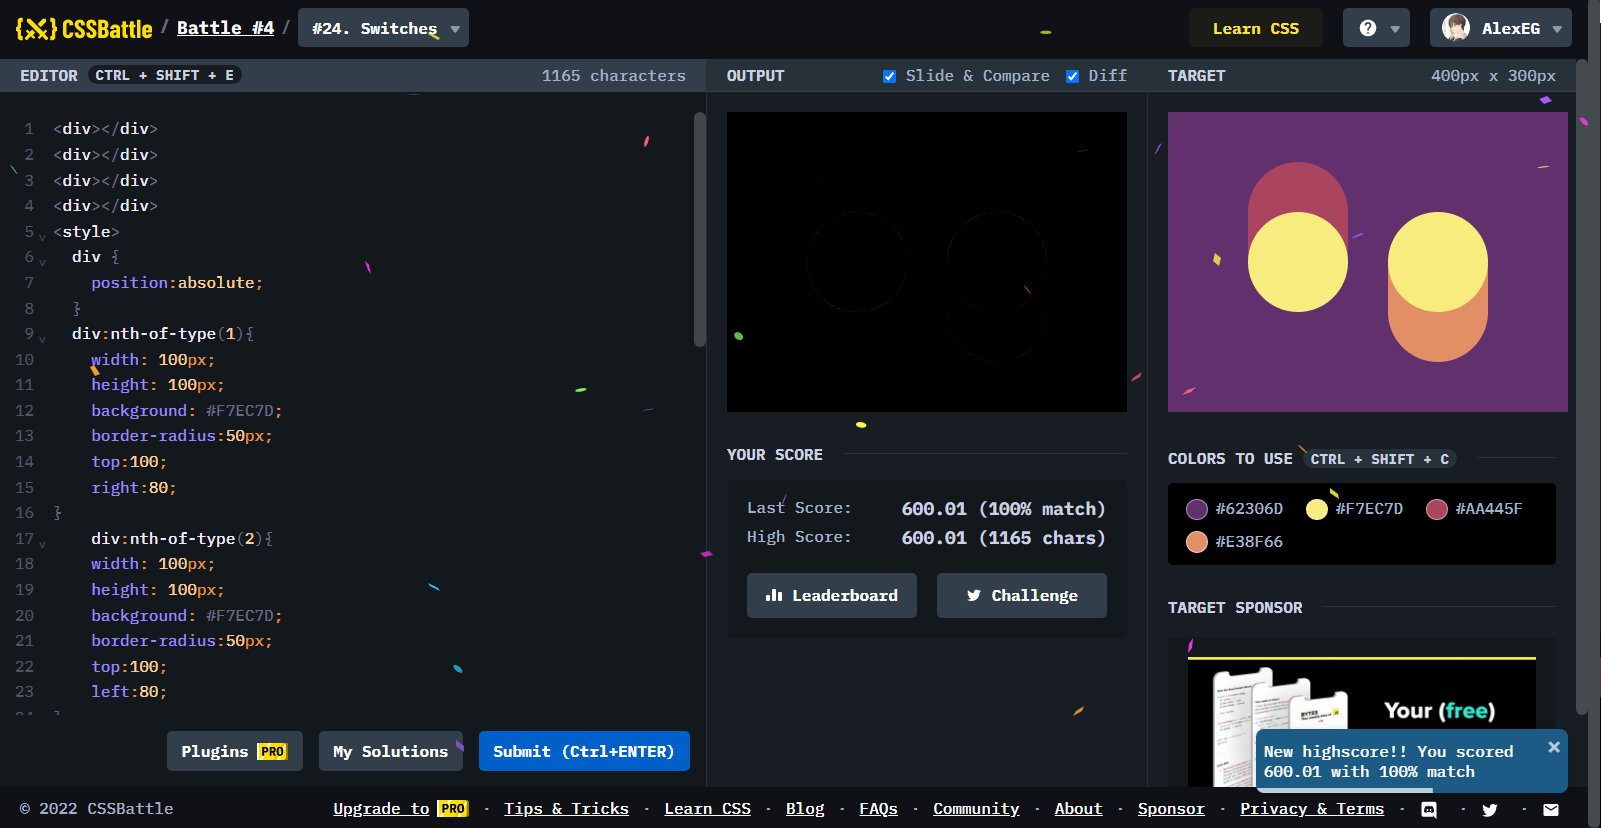 CSSBattle / Battle #4 / #24. Switches
Learn CSS
AlexEG
EDITOR CTRL + SHIFT + E 1165 characters
1 <div></div>
2 <div></div>
3 <div></div>
4 <div></div>
5 <style>
6 div {
7 position:absolute;
8 }
9 div:nth-of-type(1){
10 width: 100px;
11 height: 100px;
12 background: #F7EC7D;
13 border-radius:50px;
14 top:100;
15 right:80;
16 }
17 div:nth-of-type(2){
18 width: 100px;
19 height: 100px;
20 background: #F7EC7D;
21 border-radius:50px;
22 top:100;
23 left:80;
Plugins PRO
My Solutions
Submit (Ctrl+ENTER)
OUTPUT Slide & Compare Diff
YOUR SCORE
Last Score: 600.01 (100% match)
High Score: 600.01 (1165 chars)
Leaderboard
Challenge
TARGET 400px x 300px
COLORS TO USE CTRL + SHIFT + C
#62306D #F7EC7D #AA445F
#E38F66
TARGET SPONSOR
BYTES
Your (free)
New highscore!! You scored
600.01 with 100% match
© 2022 CSSBattle
Upgrade to PRO · Tips & Tricks · Learn CSS · Blog · FAQs · Community · About · Sponsor · Privacy & Terms · · ·